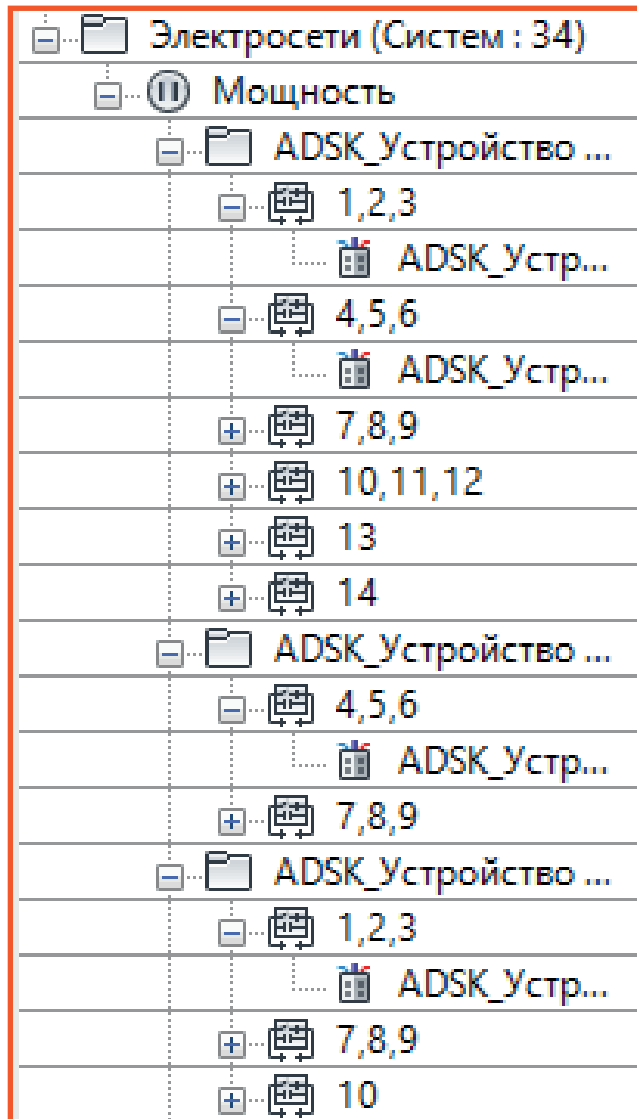 Электросети (Систем : 34)
Мощность
ADSK_Устройство ...
1,2,3
ADSK_Устр...
4,5,6
ADSK_Устр...
7,8,9
10,11,12
13
14
ADSK_Устройство ...
4,5,6
ADSK_Устр...
7,8,9
ADSK_Устройство ...
1,2,3
ADSK_Устр...
7,8,9
10